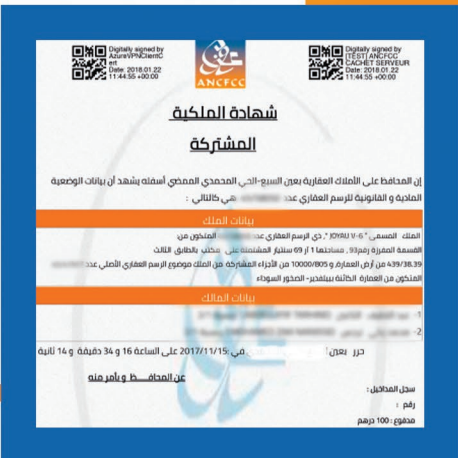 Digitally signed by
AzureVPNClientC
ert
Date: 2018.01.22
11:44:55 +00:00
ANCFCC
Digitally signed by
[TEST] ANCFCC
CACHET SERVEUR
Date: 2018.01.22
11:44:55 +00:00
شهادة الملكية
المشتركة
إن المحافظ على الأملاك العقارية بعين السبع-الحي المحمدي الممضي أسفله يشهد أن بيانات الوضعية
المادية و القانونية للرسم العقاري عدد هي كالتالي :
بيانات الملك
الملك المسمى " JOYAU V-6 "، ذي الرسم العقاري عدد المتكون من:
القسمة المفرزة رقم93 , مساحتها 1 آر 69 سنتيار المشتملة على مكتب بالطابق الثالث
439/38.39 من أرض العمارة, و 10000/805 من الأجزاء المشتركة من الملك موضوع الرسم العقاري الأصلي عدد
المتكون من العمارة الكائنة ببيلفدير- الصخور السوداء
بيانات المالك
1-
2-
حرر بعين في :2017/11/15 على الساعة 16 و 34 دقيقة و 14 ثانية
عن المحافظ و بأمر منه
سجل المداخيل :
رقم :
مدفوع : 100 درهم